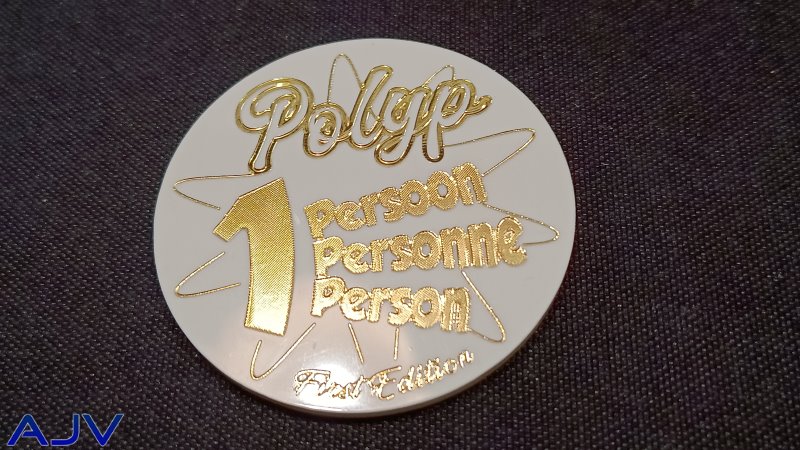 Polyp
1
Persoon
Personne
Person
First Edition
AJV